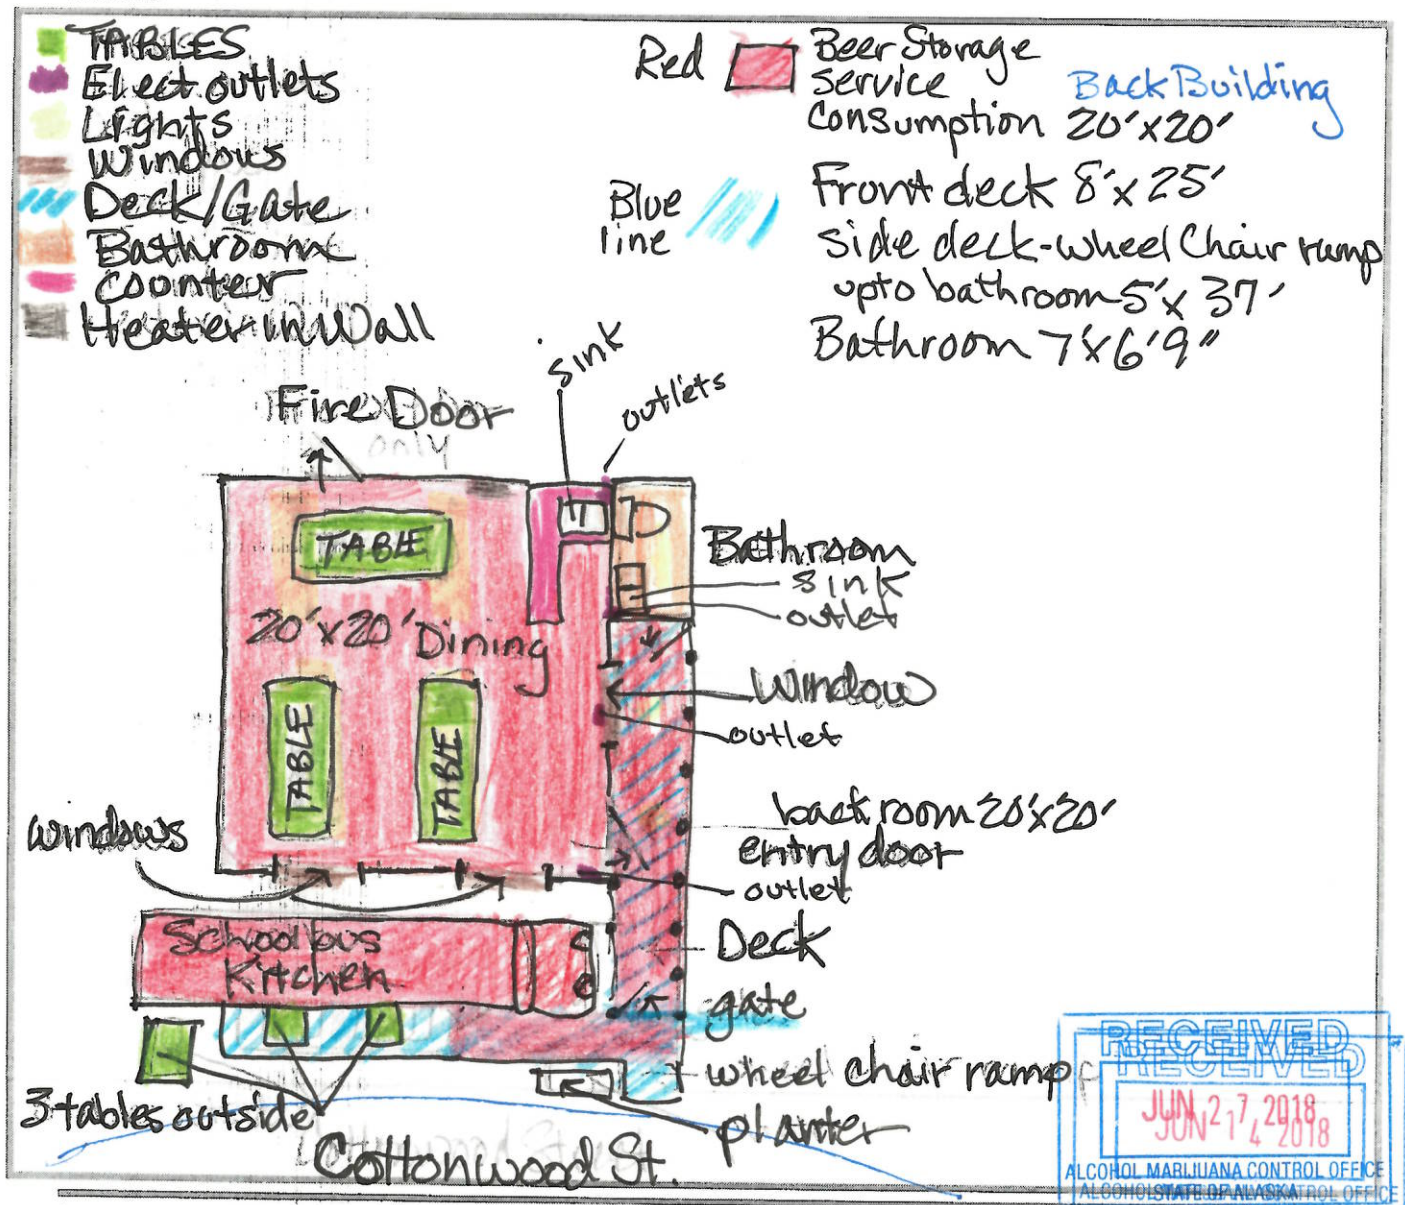 TABLES
Elect. outlets
Lights
Windows
Deck/Gate
Bathroom
Counter
Heater in Wall
Red
Beer Storage
Service
Consumption 20'x20'
Back Building
Blue
line
Front deck 8'x25'
Side deck-wheel Chair ramp
upto bathroom 5'x 37'
Bathroom 7'x6'9"
Fire Door
only
sink
outlets
TABLE
Bathroom
sink
outlet
20'x20' Dining
Window
outlet
TABLE
TABLE
windows
back room 20'x20'
entry door
outlet
School bus
Kitchen
Deck
gate
wheel chair ramp
3 tables outside
planter
Cottonwood St.
RECEIVED
RECEIVED
JUN 2018
JUN 2018
ALCOHOL MARIJUANA CONTROL OFFICE
STATE OF ALASKA